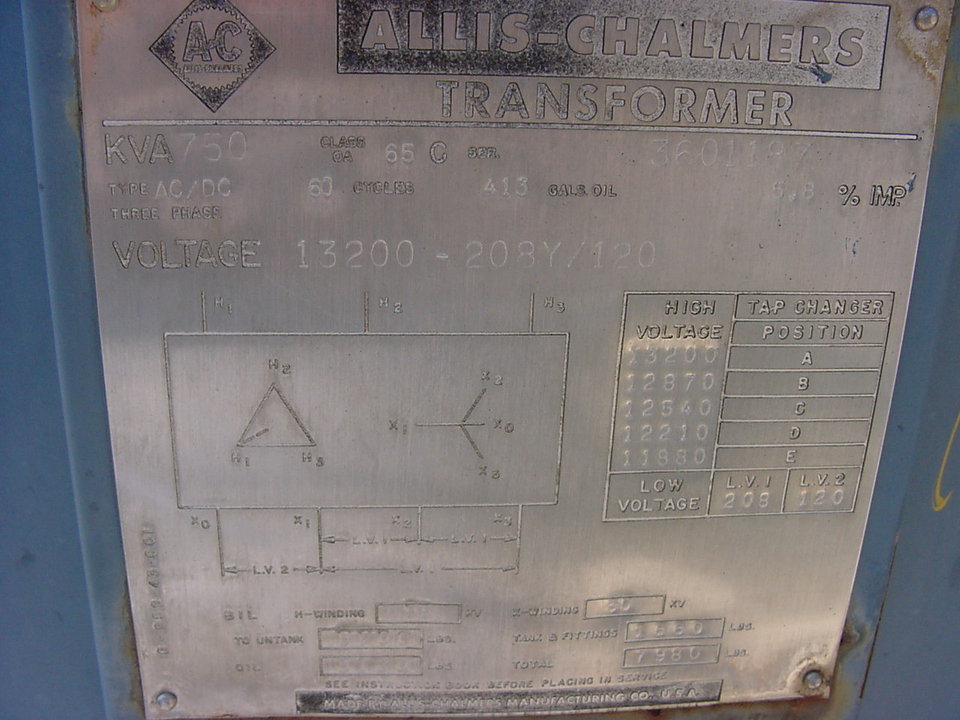 A-C
ALLIS-CHALMERS
ALLIS-CHALMERS
TRANSFORMER
KVA 750 CLASS OA 65 C SER.
TYPE AC/DC 60 CYCLES 413 GALS. OIL 6.8 % IMP.
THREE PHASE
VOLTAGE 13200 - 208Y/120
H1 H2 H3
H2
H1 H3
X2
X1 X0
X3
X0 X1 X2 X3
L.V.1 L.V.1
L.V.2 L.V.
HIGH VOLTAGE TAP CHANGER POSITION
13200 A
12870 B
12540 C
12210 D
11880 E
LOW VOLTAGE L.V.1 208 L.V.2 120
BIL H-WINDING KV X-WINDING 30 KV
TO UNTANK LBS. TANK & FITTINGS LBS.
OIL LBS TOTAL 7980 LBS.
SEE INSTRUCTION BOOK BEFORE PLACING IN SERVICE
MADE BY ALLIS-CHALMERS MANUFACTURING CO., U.S.A.